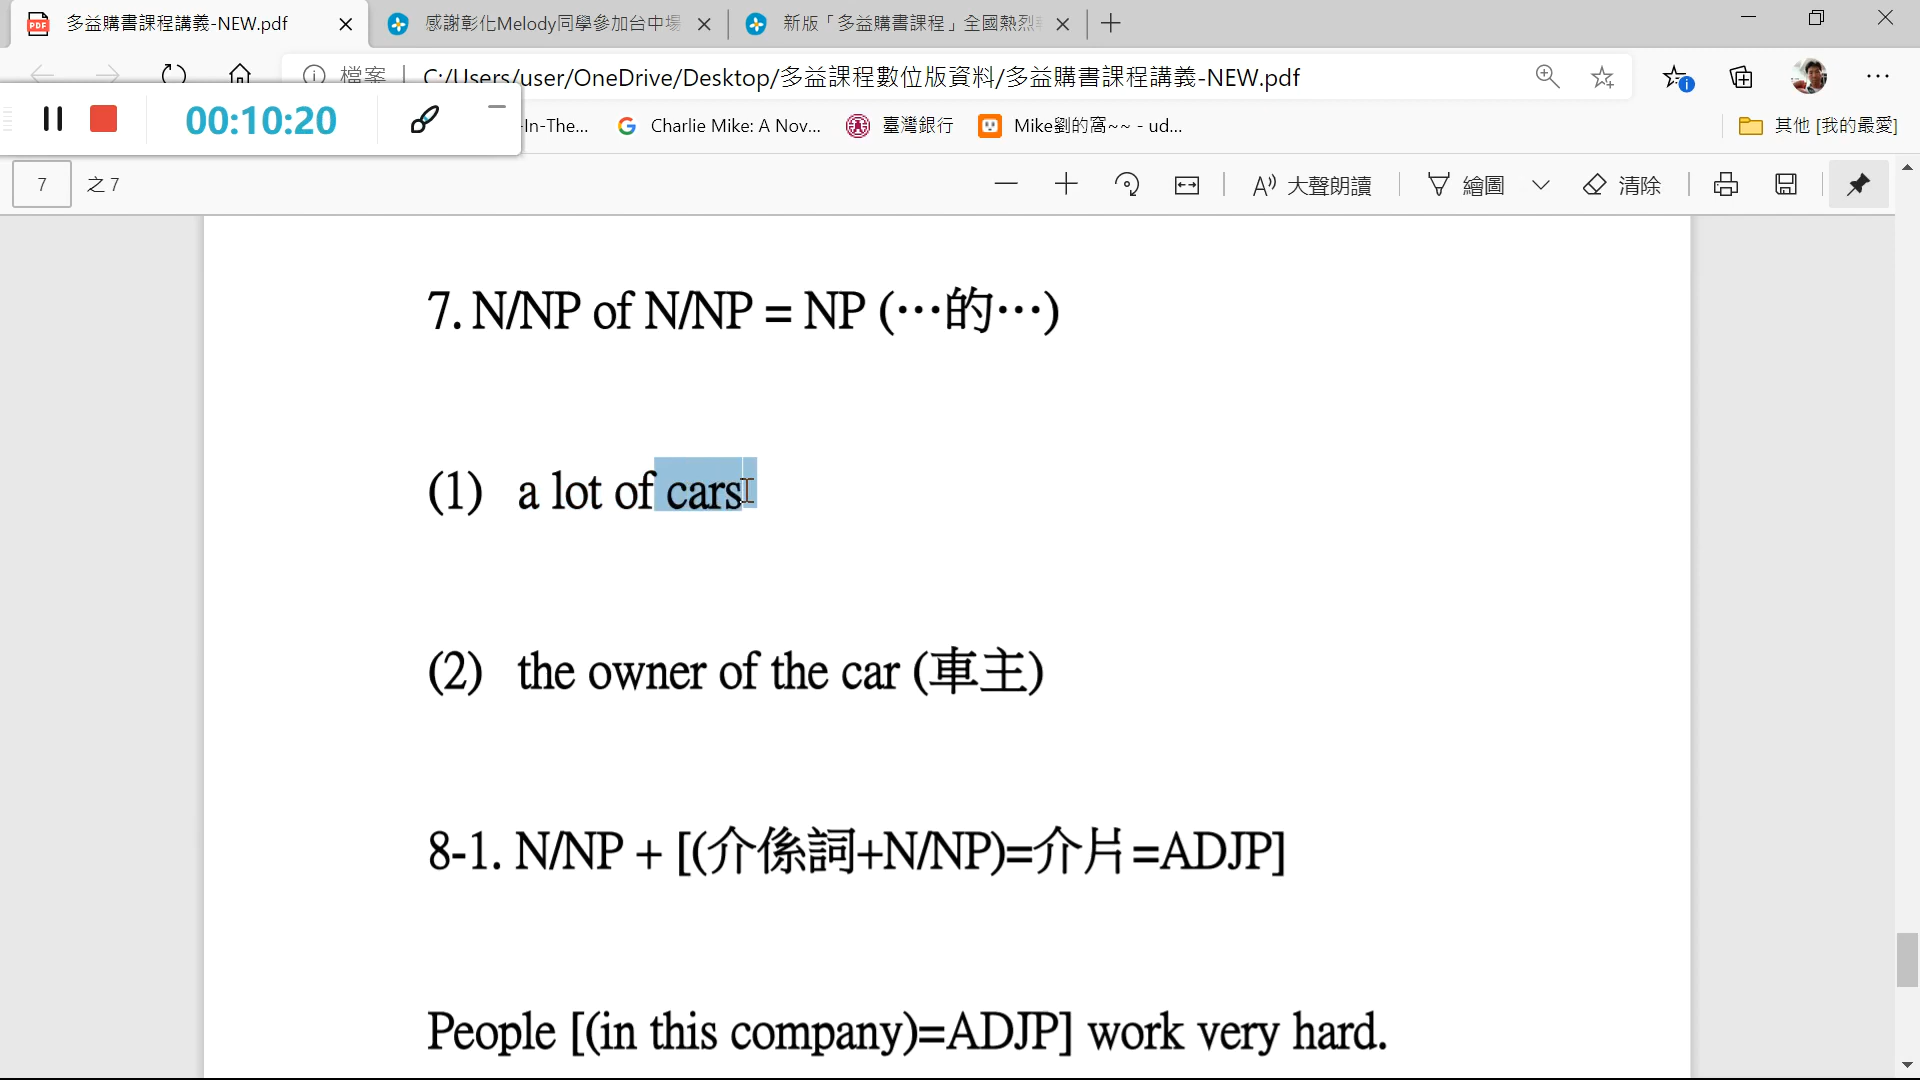 多益購書課程講義-NEW.pdf
感謝彰化Melody同學參加台中場
新版「多益購書課程」全國熱烈
檔案 | C:/Users/user/OneDrive/Desktop/多益課程數位版資料/多益購書課程講義-NEW.pdf
00:10:20
-In-The...
Charlie Mike: A Nov...
臺灣銀行
Mike劉的窩~~ - ud...
其他 [我的最愛]
7 之 7
大聲朗讀
繪圖
清除
7. N/NP of N/NP = NP (…的…)
(1) a lot of cars
(2) the owner of the car (車主)
8-1. N/NP + [(介係詞+N/NP)=介片=ADJP]
People [(in this company)=ADJP] work very hard.